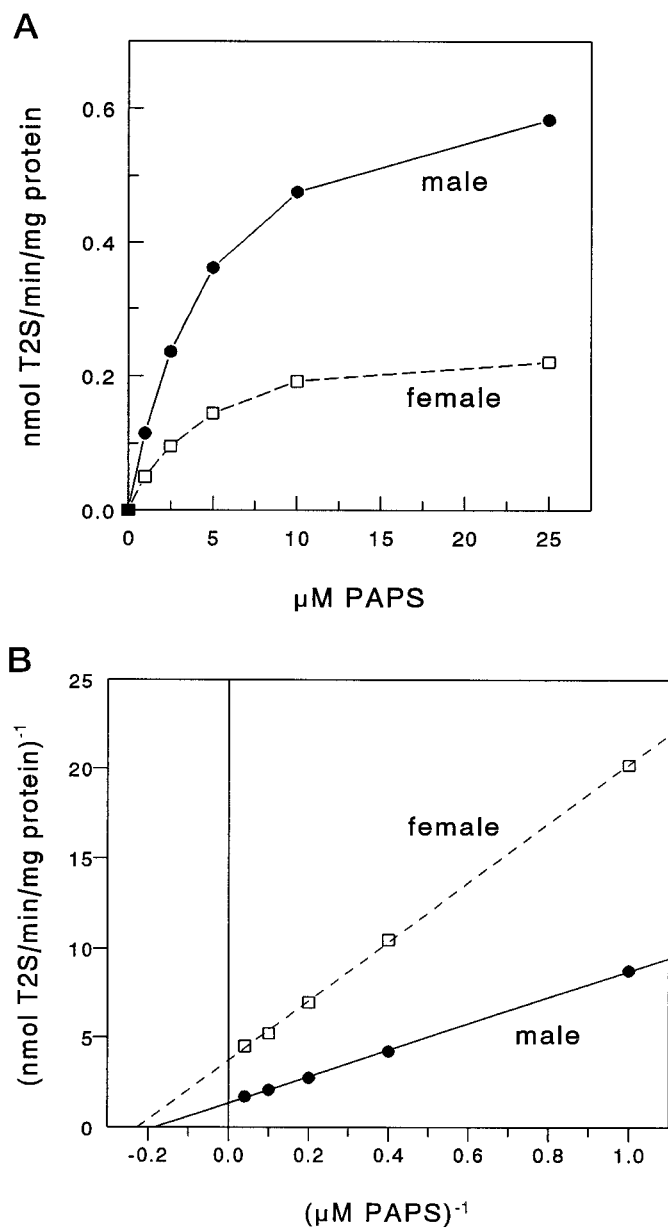 A
nmol T2S/min/mg protein
0.6
0.4
0.2
0.0
male
female
0 5 10 15 20 25
µM PAPS
B
(nmol T2S/min/mg protein)-1
25
20
15
10
5
0
female
male
-0.2 0.0 0.2 0.4 0.6 0.8 1.0
(µM PAPS)-1